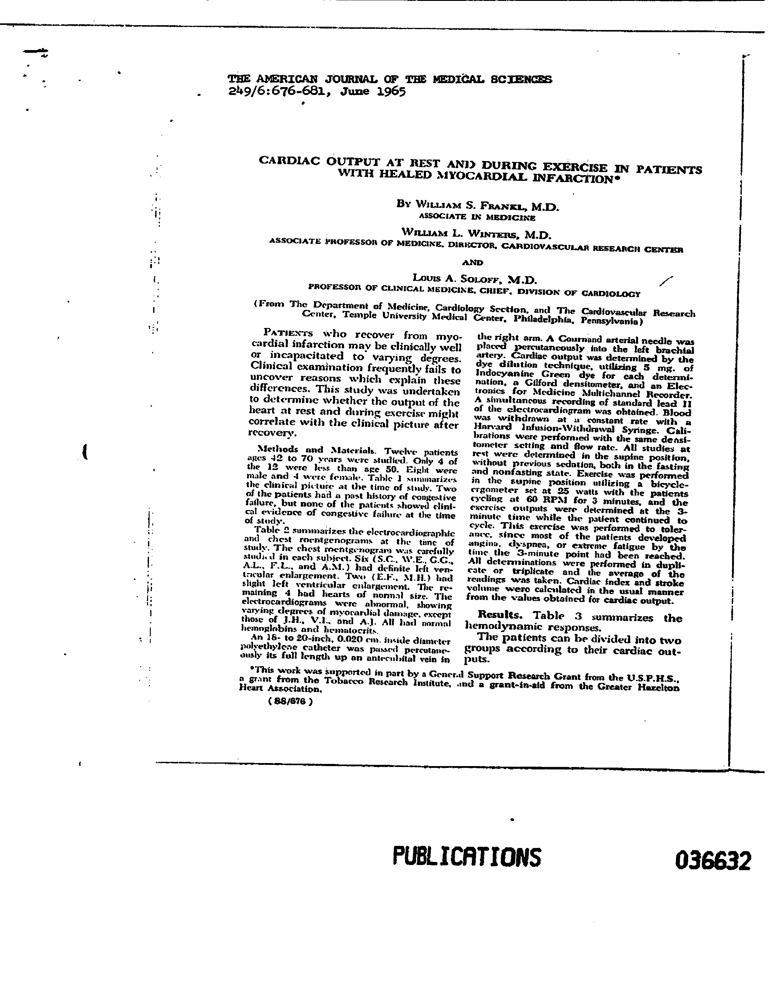 THE AMERICAN JOURNAL OF THE MEDICAL SCIENCES
249/6:676-681, June 1965
CARDIAC OUTPUT AT REST AND DURING EXERCISE IN PATIENTS
WITH HEALED MYOCARDIAL INFARCTION*
BY WILLIAM S. FRANKL, M.D.
ASSOCIATE IN MEDICINE
WILLIAM L. WINTERS, M.D.
ASSOCIATE PROFESSOR OF MEDICINE, DIRECTOR, CARDIOVASCULAR RESEARCH CENTER
AND
LOUIS A. SOLOFF, M.D.
PROFESSOR OF CLINICAL MEDICINE, CHIEF, DIVISION OF CARDIOLOGY
(From The Department of Medicine, Cardiology Section, and The Cardiovascular Research
Center, Temple University Medical Center, Philadelphia, Pennsylvania)
PATIENTS who recover from myo-
cardial infarction may be clinically well
or incapacitated to varying degrees.
Clinical examination frequently fails to
uncover reasons which explain these
differences. This study was undertaken
to determine whether the output of the
heart at rest and during exercise might
correlate with the clinical picture after
recovery.
Methods and Materials. Twelve patients
ages 42 to 70 years were studied. Only 4 of
the 12 were less than age 50. Eight were
male and 4 were female. Table 1 summarizes
the clinical picture at the time of study. Two
of the patients had a past history of congestive
failure, but none of the patients showed clini-
cal evidence of congestive failure at the time
of study.
Table 2 summarizes the electrocardiographic
and chest roentgenograms at the time of
study. The chest roentgenogram was carefully
studied in each subject. Six (S.C., W.E., G.G.,
A.L., F.L., and A.M.) had definite left ven-
tricular enlargement. Two (E.F., M.H.) had
slight left ventricular enlargement. The re-
maining 4 had hearts of normal size. The
electrocardiograms were abnormal, showing
varying degrees of myocardial damage, except
those of J.H., V.I., and A.J. All had normal
hemoglobins and hematocrits.
An 18- to 20-inch, 0.020 cm. inside diameter
polyethylene catheter was passed percutane-
ously its full length up an antecubital vein in
the right arm. A Cournand arterial needle was
placed percutaneously into the left brachial
artery. Cardiac output was determined by the
dye dilution technique, utilizing 5 mg. of
Indocyanine Green dye for each determi-
nation, a Gilford densitometer, and an Elec-
tronics for Medicine Multichannel Recorder.
A simultaneous recording of standard lead II
of the electrocardiogram was obtained. Blood
was withdrawn at a constant rate with a
Harvard Infusion-Withdrawal Syringe. Cali-
brations were performed with the same densi-
tometer setting and flow rate. All studies at
rest were determined in the supine position,
without previous sedation, both in the fasting
and nonfasting state. Exercise was performed
in the supine position utilizing a bicycle-
ergometer set at 25 watts with the patients
cycling at 60 RPM for 3 minutes, and the
exercise outputs were determined at the 3-
minute time while the patient continued to
cycle. This exercise was performed to toler-
ance, since most of the patients developed
angina, dyspnea, or extreme fatigue by the
time the 3-minute point had been reached.
All determinations were performed in dupli-
cate or triplicate and the average of the
readings was taken. Cardiac index and stroke
volume were calculated in the usual manner
from the values obtained for cardiac output.
Results. Table 3 summarizes the
hemodynamic responses.
The patients can be divided into two
groups according to their cardiac out-
puts.
*This work was supported in part by a General Support Research Grant from the U.S.P.H.S.,
a grant from the Tobacco Research Institute, and a grant-in-aid from the Greater Hazelton
Heart Association.
(88/676)
PUBLICATIONS
036632